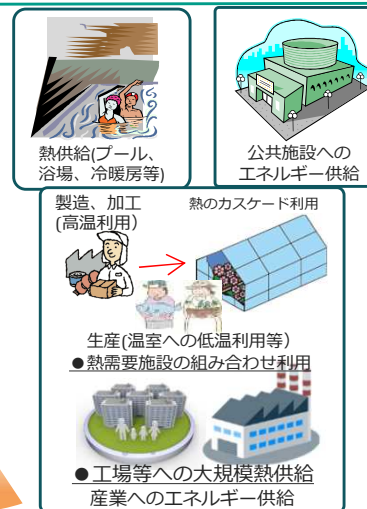 熱供給(プール、
浴場、冷暖房等)
公共施設への
エネルギー供給
製造、加工
(高温利用)
熱のカスケード利用
生産(温室への低温利用等)
●熱需要施設の組み合わせ利用
●工場等への大規模熱供給
産業へのエネルギー供給